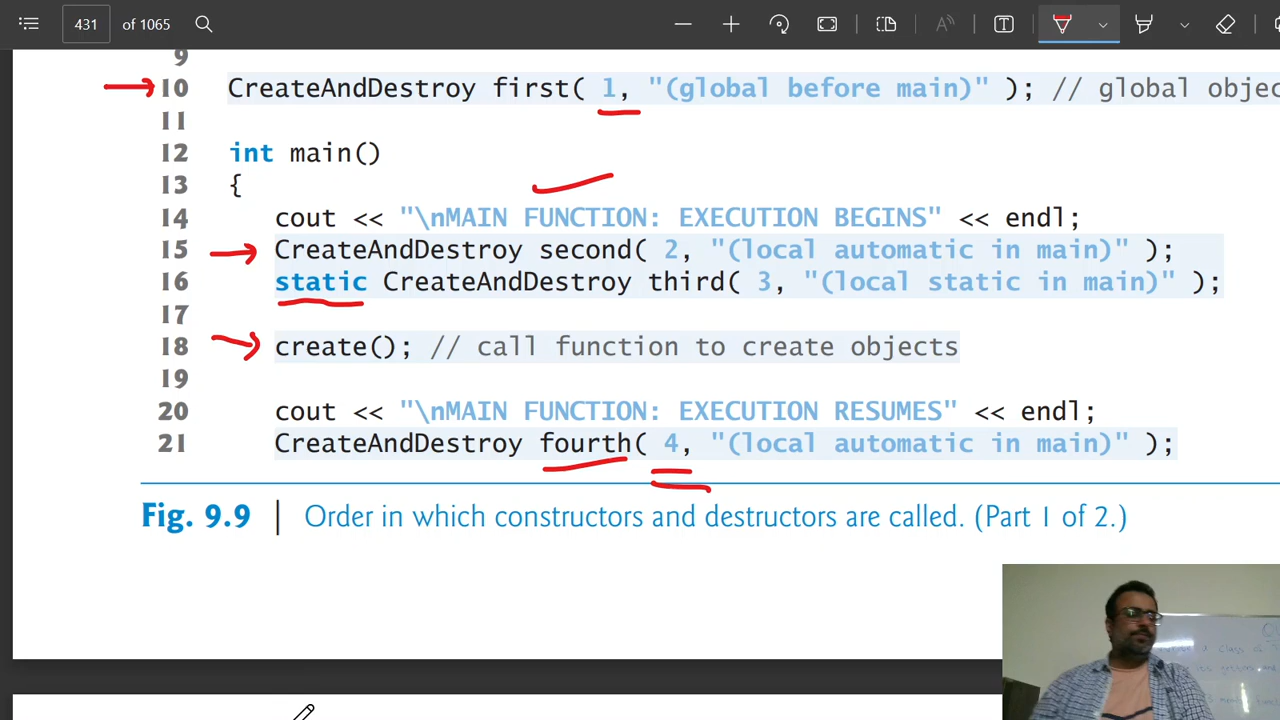 431 of 1065
9
10 CreateAndDestroy first( 1, "(global before main)" ); // global objec
11
12 int main()
13 {
14 cout << "\nMAIN FUNCTION: EXECUTION BEGINS" << endl;
15 CreateAndDestroy second( 2, "(local automatic in main)" );
16 static CreateAndDestroy third( 3, "(local static in main)" );
17
18 create(); // call function to create objects
19
20 cout << "\nMAIN FUNCTION: EXECUTION RESUMES" << endl;
21 CreateAndDestroy fourth( 4, "(local automatic in main)" );
Fig. 9.9 | Order in which constructors and destructors are called. (Part 1 of 2.)